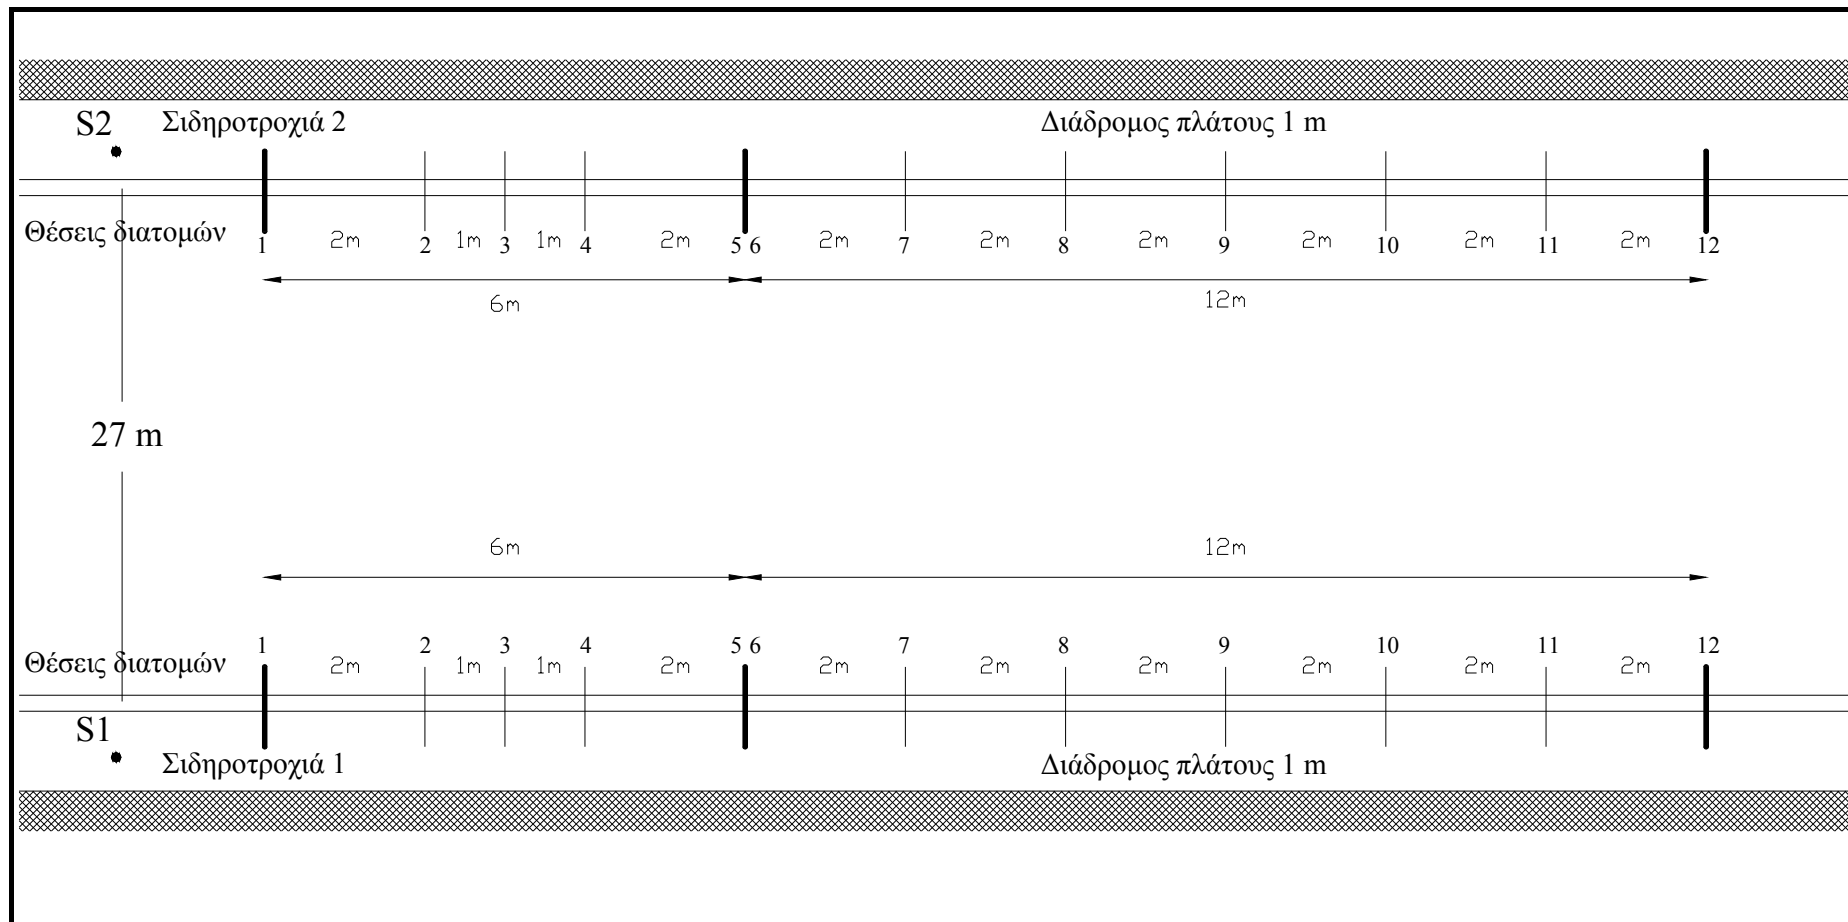 S2 Σιδηροτροχιά 2 Διάδρομος πλάτους 1 m
Θέσεις διατομών 1 2m 2 1m 3 1m 4 2m 5 6 2m 7 2m 8 2m 9 2m 10 2m 11 2m 12
6m 12m
27 m
6m 12m
Θέσεις διατομών 1 2m 2 1m 3 1m 4 2m 5 6 2m 7 2m 8 2m 9 2m 10 2m 11 2m 12
S1 Σιδηροτροχιά 1 Διάδρομος πλάτους 1 m